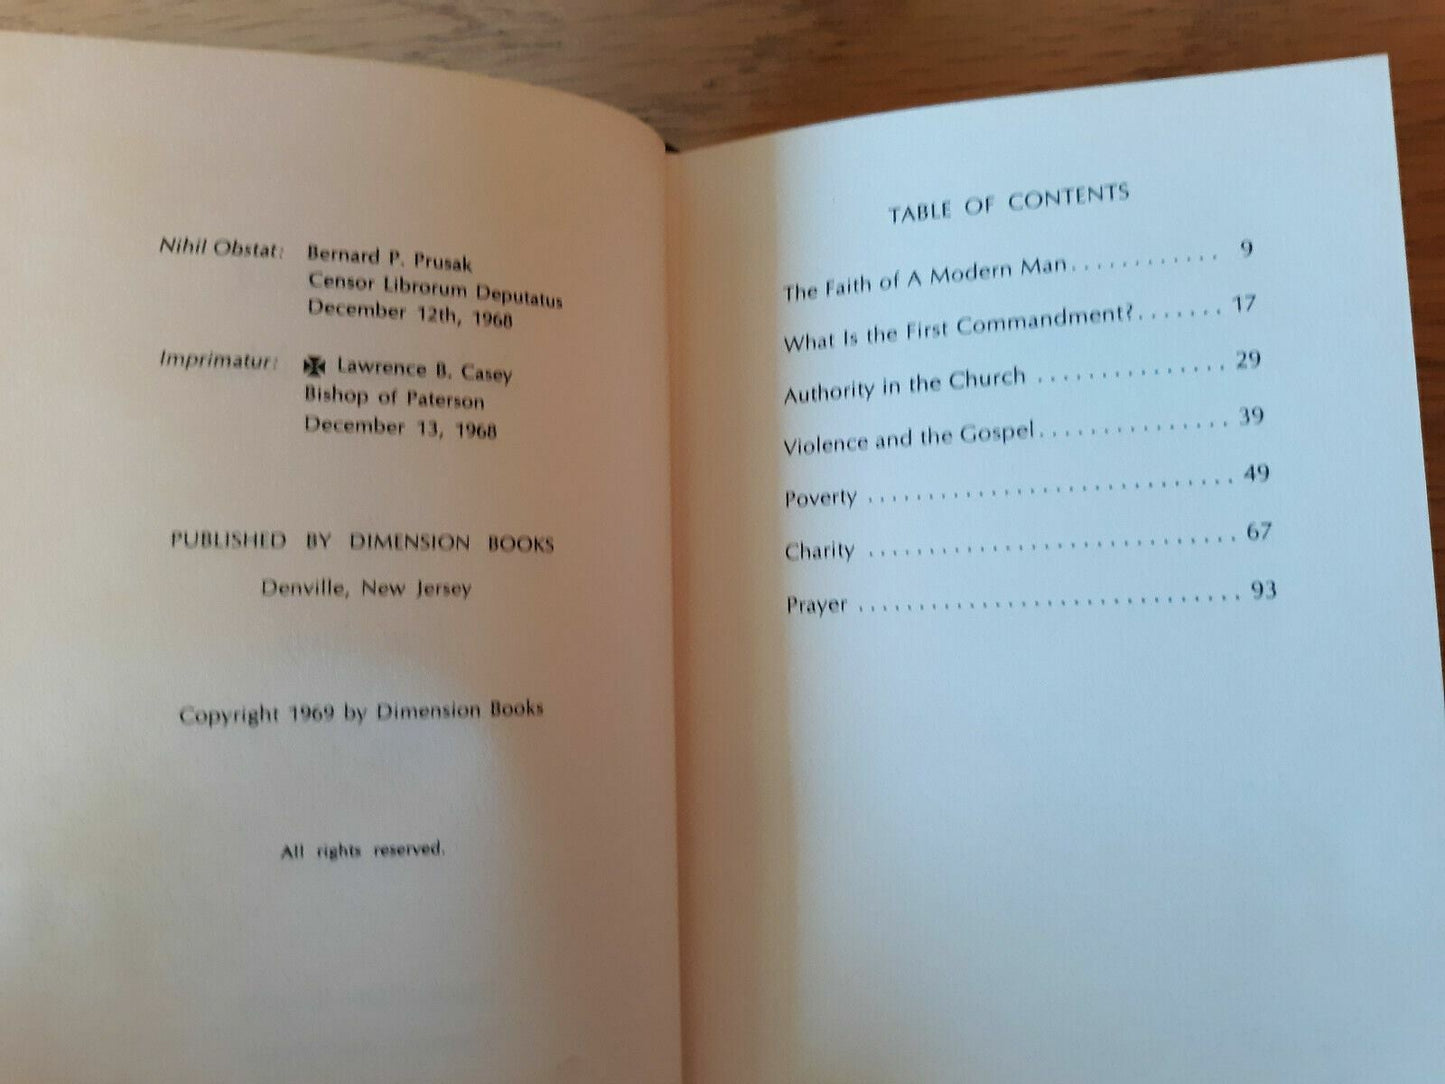 Nihil Obstat: Bernard P. Prusak
Censor Librorum Deputatus
December 12th, 1968
Imprimatur: ✠ Lawrence B. Casey
Bishop of Paterson
December 13, 1968
PUBLISHED BY DIMENSION BOOKS
Denville, New Jersey
Copyright 1969 by Dimension Books
All rights reserved.
TABLE OF CONTENTS
The Faith of A Modern Man............ 9
What Is the First Commandment?....... 17
Authority in the Church ............... 29
Violence and the Gospel............... 39
Poverty ............................. 49
Charity ............................. 67
Prayer .............................. 93